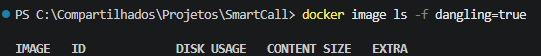 PS C:\Compartilhados\Projetos\SmartCall> docker image ls -f dangling=true
IMAGE ID DISK USAGE CONTENT SIZE EXTRA